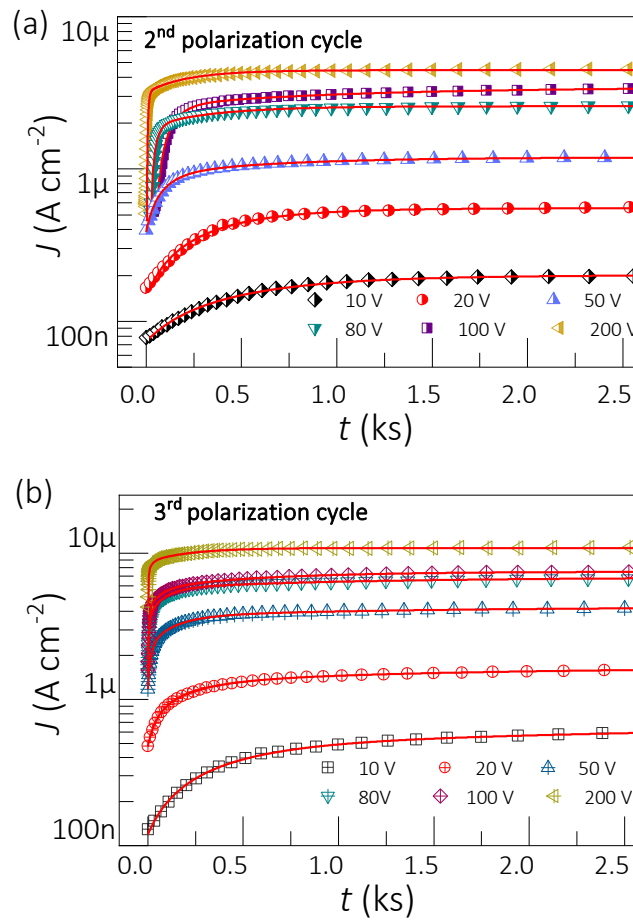 (a)
2nd polarization cycle
10μ
1μ
100n
J (A cm-2)
10 V 20 V 50 V
80 V 100 V 200 V
0.0 0.5 1.0 1.5 2.0 2.5
t (ks)
(b)
3rd polarization cycle
10μ
1μ
100n
J (A cm-2)
10 V 20 V 50 V
80V 100 V 200 V
0.0 0.5 1.0 1.5 2.0 2.5
t (ks)